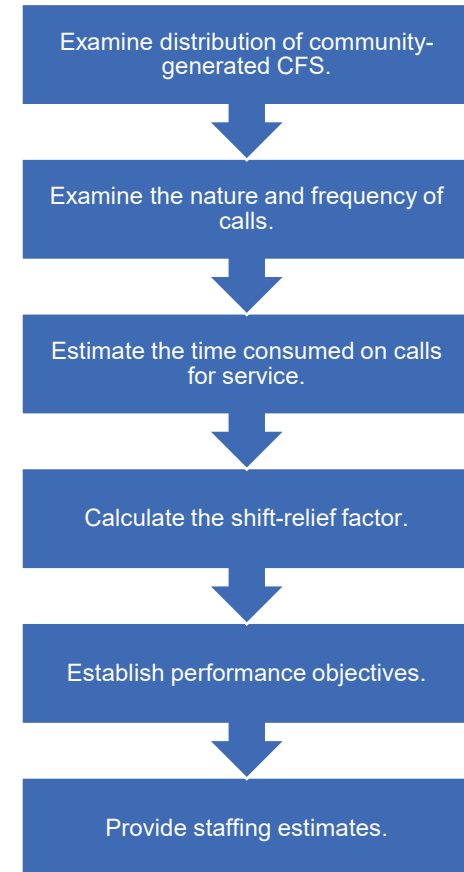 Examine distribution of community-
generated CFS.
Examine the nature and frequency of
calls.
Estimate the time consumed on calls
for service.
Calculate the shift-relief factor.
Establish performance objectives.
Provide staffing estimates.